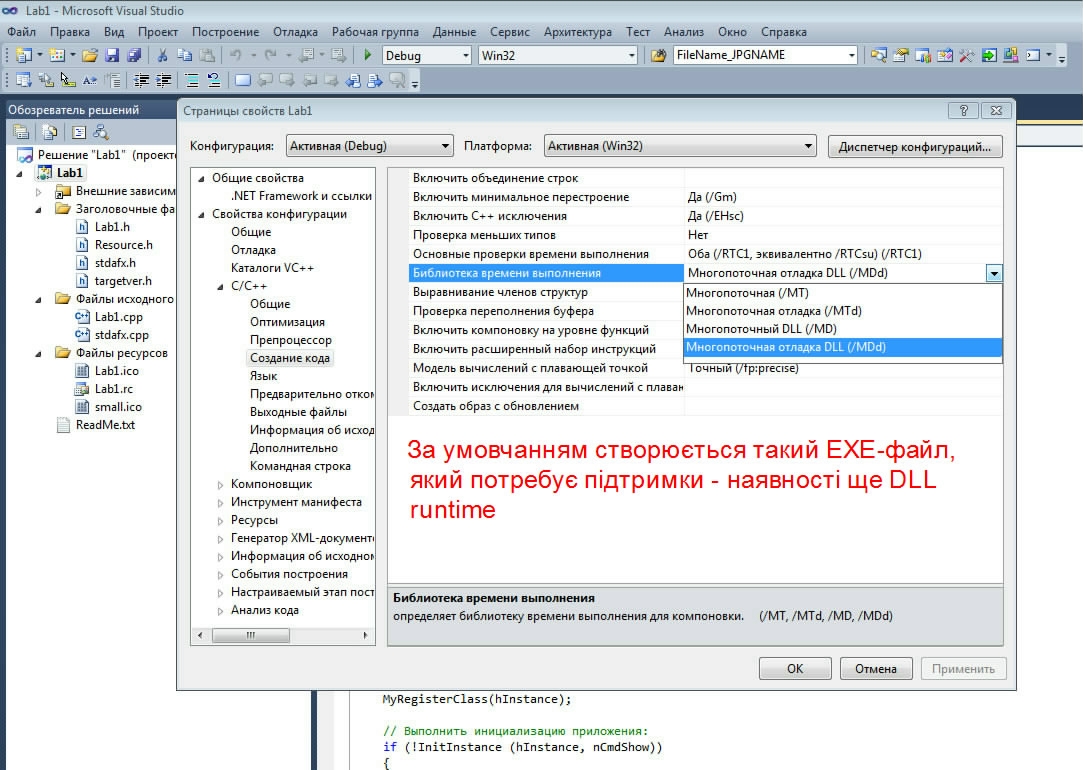 Lab1 - Microsoft Visual Studio
Файл Правка Вид Проект Построение Отладка Рабочая группа Данные Сервис Архитектура Тест Анализ Окно Справка
Debug Win32 FileName_JPGNAME
Обозреватель решений
Решение "Lab1" (проекто
Lab1
Внешние зависим
Заголовочные фа
Lab1.h
Resource.h
stdafx.h
targetver.h
Файлы исходного
Lab1.cpp
stdafx.cpp
Файлы ресурсов
Lab1.ico
Lab1.rc
small.ico
ReadMe.txt
Страницы свойств Lab1
Конфигурация: Активная (Debug) Платформа: Активная (Win32) Диспетчер конфигураций...
Общие свойства
.NET Framework и ссылки
Свойства конфигурации
Общие
Отладка
Каталоги VC++
C/C++
Общие
Оптимизация
Препроцессор
Создание кода
Язык
Предварительно отком
Выходные файлы
Информация об исход
Дополнительно
Командная строка
Компоновщик
Инструмент манифеста
Ресурсы
Генератор XML-документо
Информация об исходном
События построения
Настраиваемый этап пост
Анализ кода
Включить объединение строк
Включить минимальное перестроение Да (/Gm)
Включить C++ исключения Да (/EHsc)
Проверка меньших типов Нет
Основные проверки времени выполнения Оба (/RTC1, эквивалентно /RTCsu) (/RTC1)
Библиотека времени выполнения Многопоточная отладка DLL (/MDd)
Выравнивание членов структур
Проверка переполнения буфера
Включить компоновку на уровне функций
Включить расширенный набор инструкций
Модель вычислений с плавающей точкой Точный (/fp:precise)
Включить исключения для вычислений с плаваю
Создать образ с обновлением
Многопоточная (/MT)
Многопоточная отладка (/MTd)
Многопоточный DLL (/MD)
Многопоточная отладка DLL (/MDd)
За умовчанням створюється такий EXE-файл,
який потребує підтримки - наявності ще DLL
runtime
Библиотека времени выполнения
определяет библиотеку времени выполнения для компоновки. (/MT, /MTd, /MD, /MDd)
ОК Отмена Применить
MyRegisterClass(hInstance);
// Выполнить инициализацию приложения:
if (!InitInstance (hInstance, nCmdShow))
{